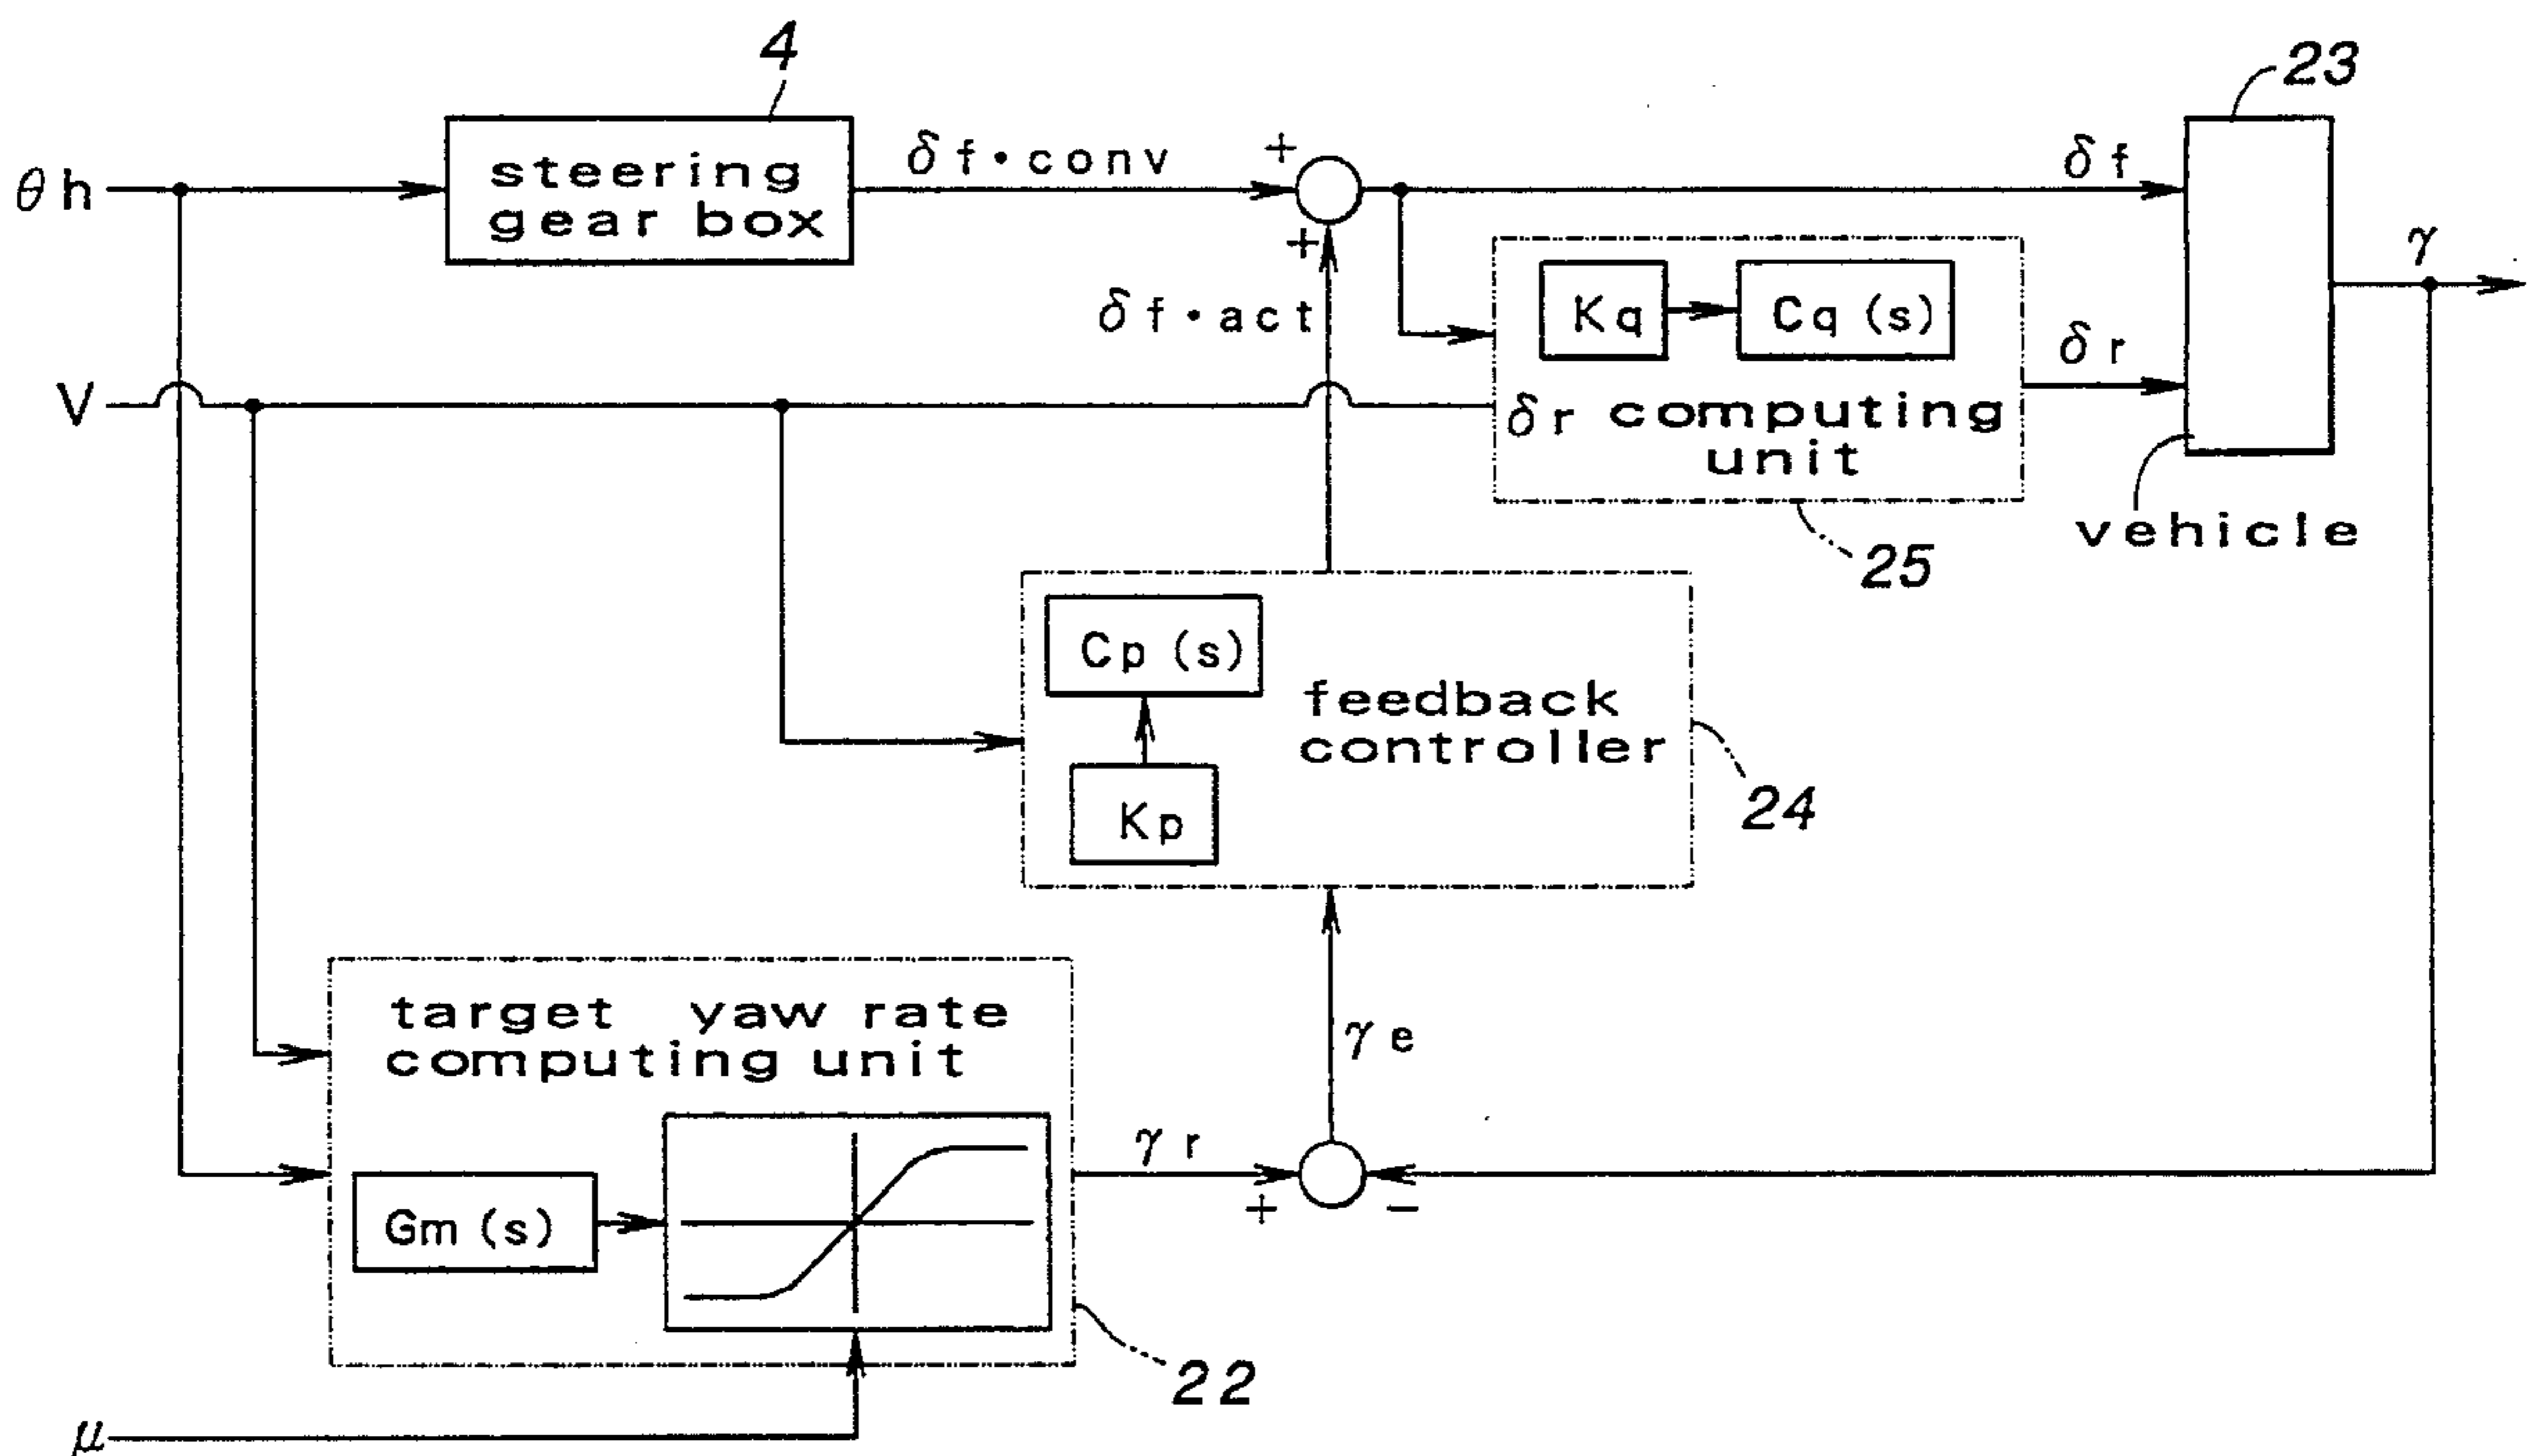 4
23
steering
gear box
δf・conv
+
δf
θh
γ
+
Kq
Cq(s)
δf・act
δr
V
δr computing
unit
vehicle
25
Cp(s)
feedback
controller
Kp
24
target yaw rate
computing unit
γe
γr
Gm(s)
+
-
22
μ